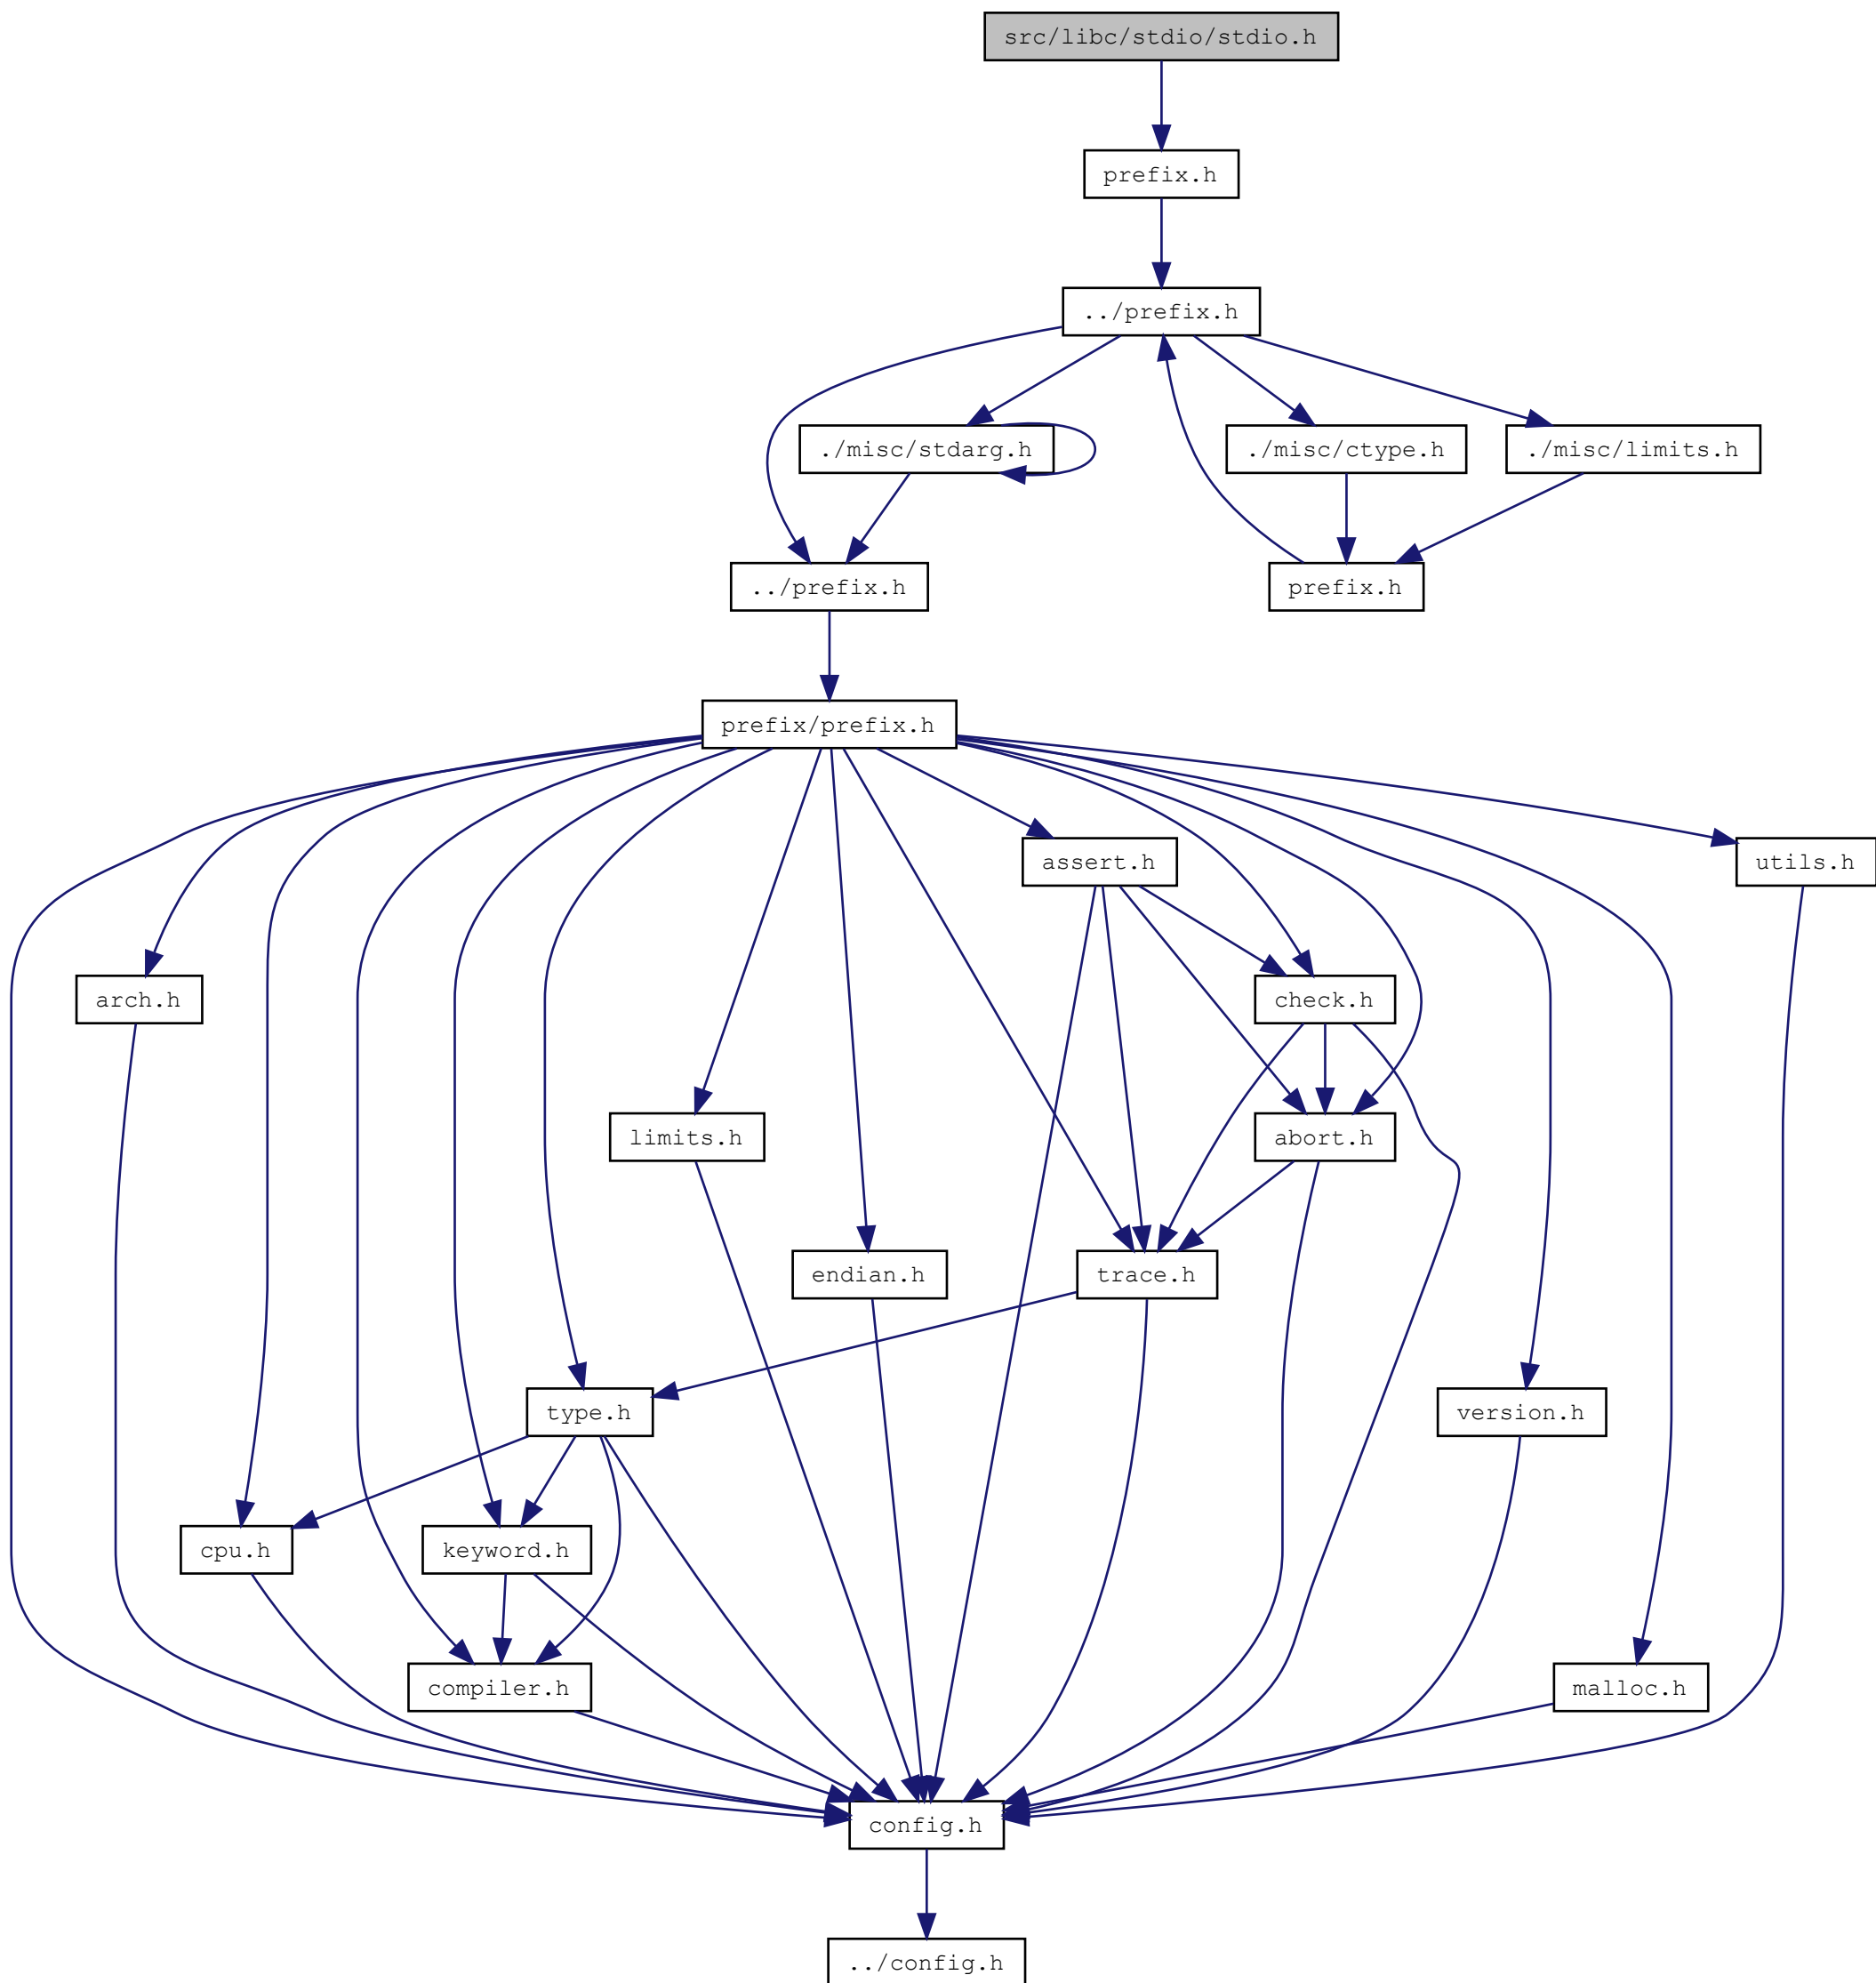 src/libc/stdio/stdio.h
prefix.h
../prefix.h
./misc/stdarg.h
./misc/ctype.h
./misc/limits.h
../prefix.h
prefix.h
prefix/prefix.h
assert.h
utils.h
arch.h
check.h
limits.h
abort.h
endian.h
trace.h
type.h
version.h
cpu.h
keyword.h
compiler.h
malloc.h
config.h
../config.h